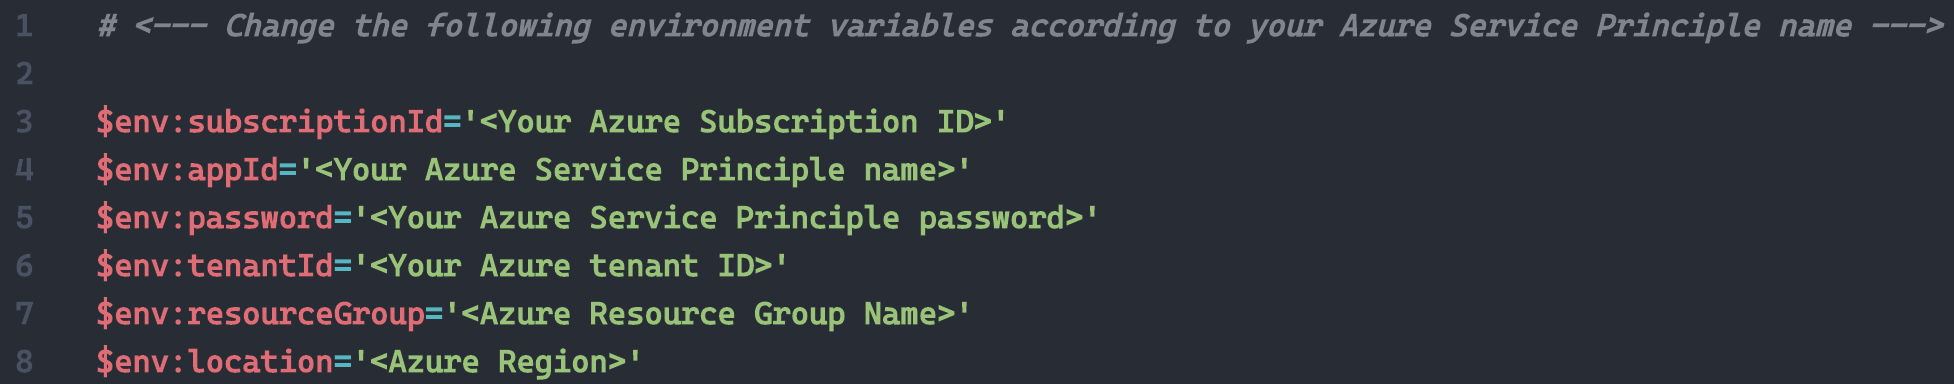 1 # <--- Change the following environment variables according to your Azure Service Principle name --->
2
3 $env:subscriptionId='<Your Azure Subscription ID>'
4 $env:appId='<Your Azure Service Principle name>'
5 $env:password='<Your Azure Service Principle password>'
6 $env:tenantId='<Your Azure tenant ID>'
7 $env:resourceGroup='<Azure Resource Group Name>'
8 $env:location='<Azure Region>'